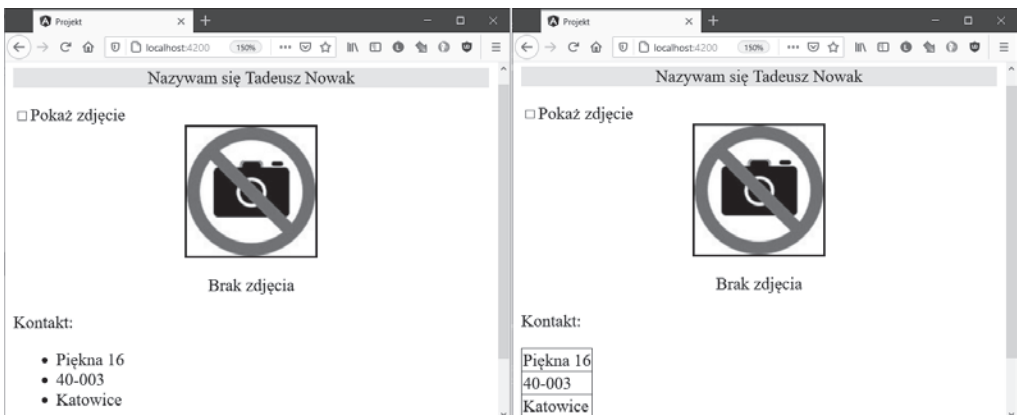 Projekt
localhost:4200
150%
Nazywam się Tadeusz Nowak
Pokaż zdjęcie
Brak zdjęcia
Kontakt:
Piękna 16
40-003
Katowice
Projekt
localhost:4200
150%
Nazywam się Tadeusz Nowak
Pokaż zdjęcie
Brak zdjęcia
Kontakt:
Piękna 16
40-003
Katowice